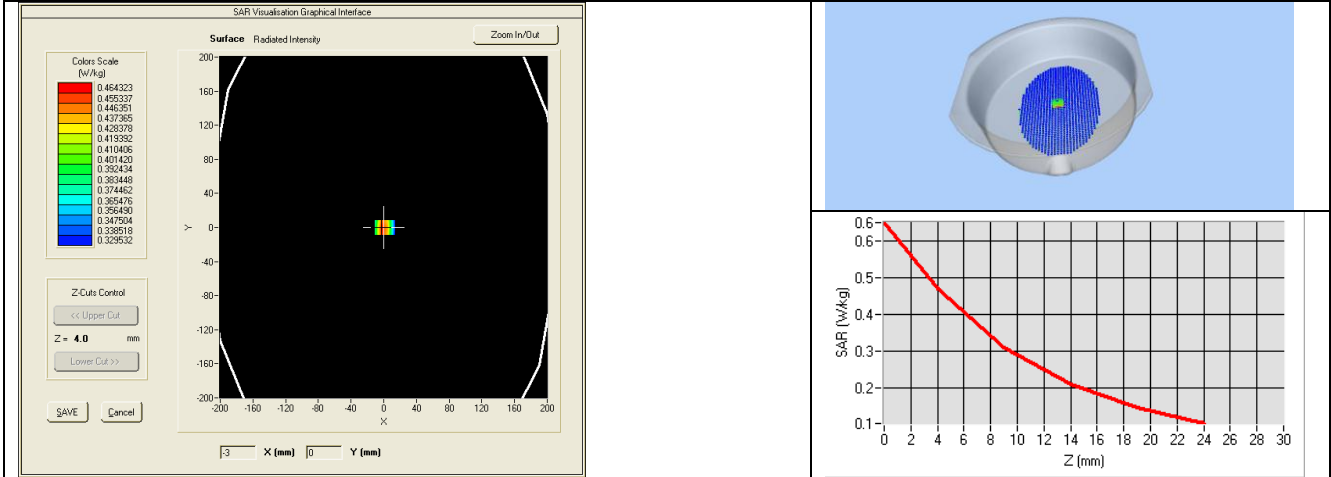 SAR Visualisation Graphical Interface
Surface Radiated Intensity
Zoom In/Out
Colors Scale
(W/kg)
0.464323
0.455337
0.446351
0.437365
0.428378
0.419392
0.410406
0.401420
0.392434
0.383448
0.374462
0.365476
0.356490
0.347504
0.338518
0.329532
Z-Cuts Control
<< Upper Cut
Z = 4.0 mm
Lower Cut >>
SAVE Cancel
200
160
120
80
40
Y 0
-40
-80
-120
-160
-200
-200 -160 -120 -80 -40 0 40 80 120 160 200
X
-3 X (mm) 0 Y (mm)
0.6
0.6
0.5
0.4
0.3
0.2
0.1
SAR (W/kg)
0 2 4 6 8 10 12 14 16 18 20 22 24 26 28 30
Z (mm)